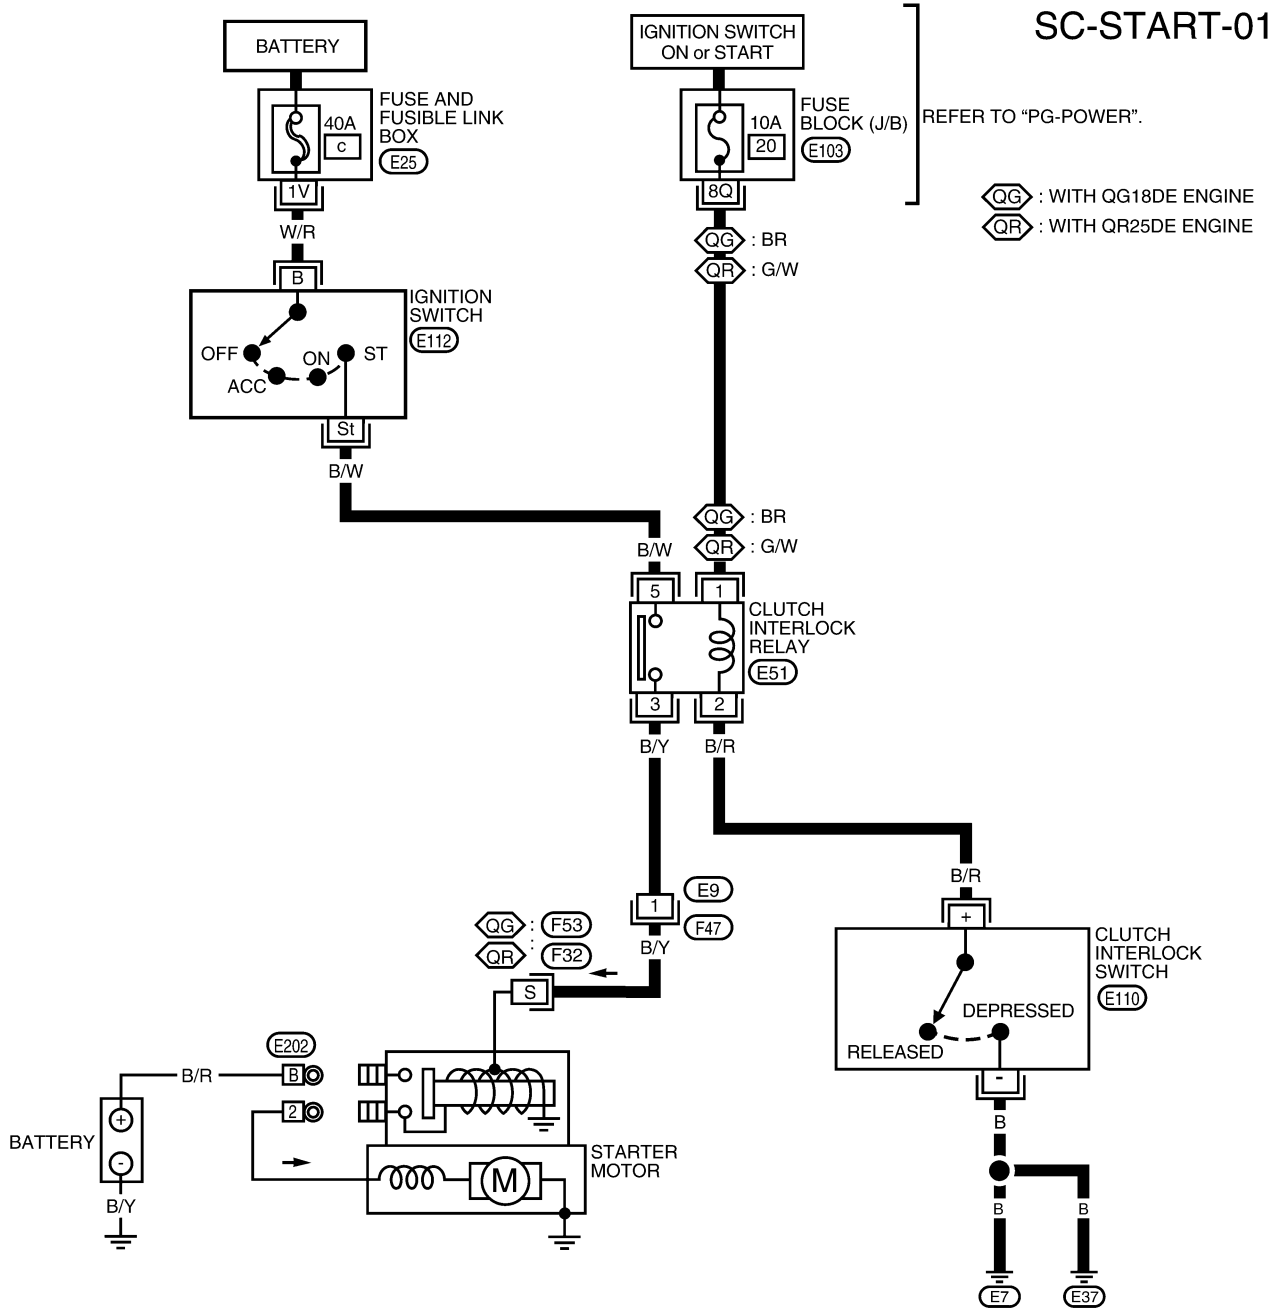 SC-START-01
BATTERY
IGNITION SWITCH
ON or START
FUSE AND
FUSIBLE LINK
BOX
E25
40A
c
1V
W/R
B
FUSE
BLOCK (J/B)
E103
10A
20
8Q
REFER TO “PG-POWER”.
QG : WITH QG18DE ENGINE
QR : WITH QR25DE ENGINE
QG : BR
QR : G/W
IGNITION
SWITCH
E112
OFF
ACC
ON
ST
St
B/W
QG : BR
QR : G/W
B/W
5
1
CLUTCH
INTERLOCK
RELAY
E51
3
2
B/Y
B/R
B/R
1
E9
F47
B/Y
QG : F53
QR : F32
S
+
CLUTCH
INTERLOCK
SWITCH
E110
DEPRESSED
RELEASED
-
B
B
B
E7
E37
E202
B/R
B
2
BATTERY
+
-
B/Y
M
STARTER
MOTOR